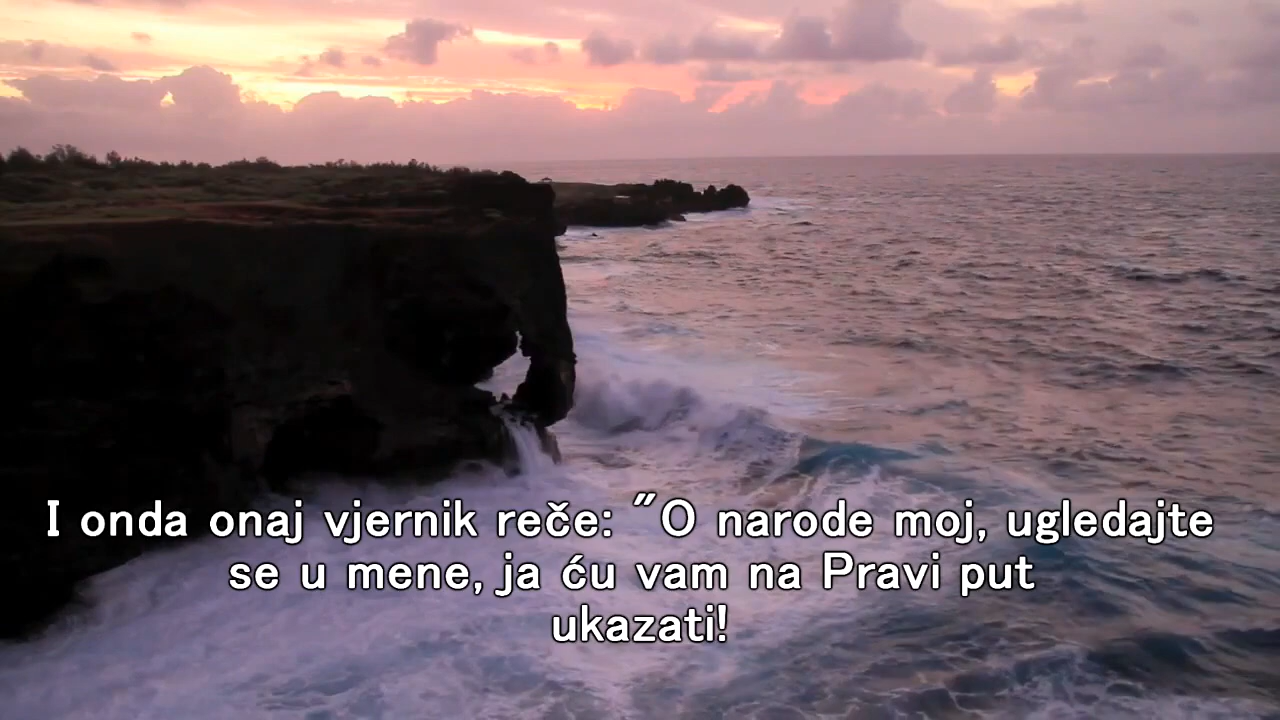 I onda onaj vjernik reče: "O narode moj, ugledajte
se u mene, ja ću vam na Pravi put
ukazati!